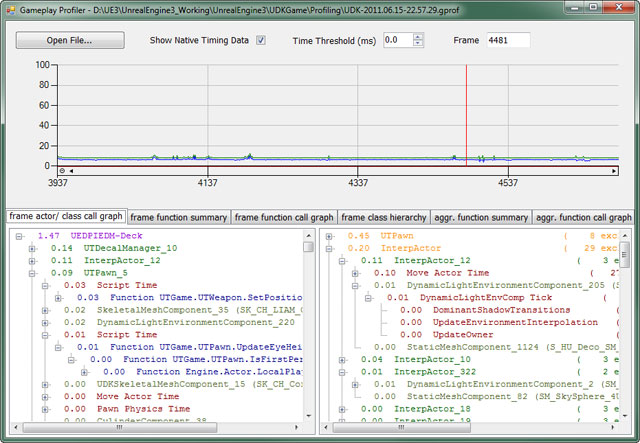 Gameplay Profiler - D:\UE3\UnrealEngine3_Working\UnrealEngine3\UDKGame\Profiling\UDK-2011.06.15-22.57.29.gprof
Open File...
Show Native Timing Data
Time Threshold (ms)
0.0
Frame
4481
100
80
60
40
20
0
3937
4137
4337
4537
frame actor/ class call graph
frame function summary
frame function call graph
frame class hierarchy
aggr. function summary
aggr. function call graph
1.47 UEDPIEDM-Deck
0.14 UTDecalManager_10
0.11 InterpActor_12
0.09 UTPawn_5
0.03 Script Time
0.03 Function UTGame.UTWeapon.SetPositio
0.02 SkeletalMeshComponent_35 (SK_CH_LIAM_
0.02 DynamicLightEnvironmentComponent_220
0.01 Script Time
0.01 Function UTGame.UTPawn.UpdateEyeHei
0.00 Function UTGame.UTPawn.IsFirstPer
0.00 Function Engine.Actor.LocalPla
0.00 UDKSkeletalMeshComponent_15 (SK_CH_Co
0.00 Move Actor Time
0.00 Pawn Physics Time
0.00 CylinderComponent_38
0.45 UTPawn ( 8 exc
0.20 InterpActor ( 29 exc
0.11 InterpActor_12 ( 3 e
0.10 Move Actor Time ( 27
0.01 DynamicLightEnvironmentComponent_205 (
0.01 DynamicLightEnvComp Tick (
0.00 DominantShadowTransitions (
0.00 UpdateEnvironmentInterpolation (
0.00 UpdateOwner (
0.00 StaticMeshComponent_1124 (S_HU_Deco_SM_
0.04 InterpActor_10 ( 3 e
0.01 InterpActor_322 ( 2 e
0.01 DynamicLightEnvironmentComponent_2 (
0.00 StaticMeshComponent_82 (SM_SkySphere_
0.00 InterpActor_18 ( 3 e
0.00 InterpActor_19 ( 3 e